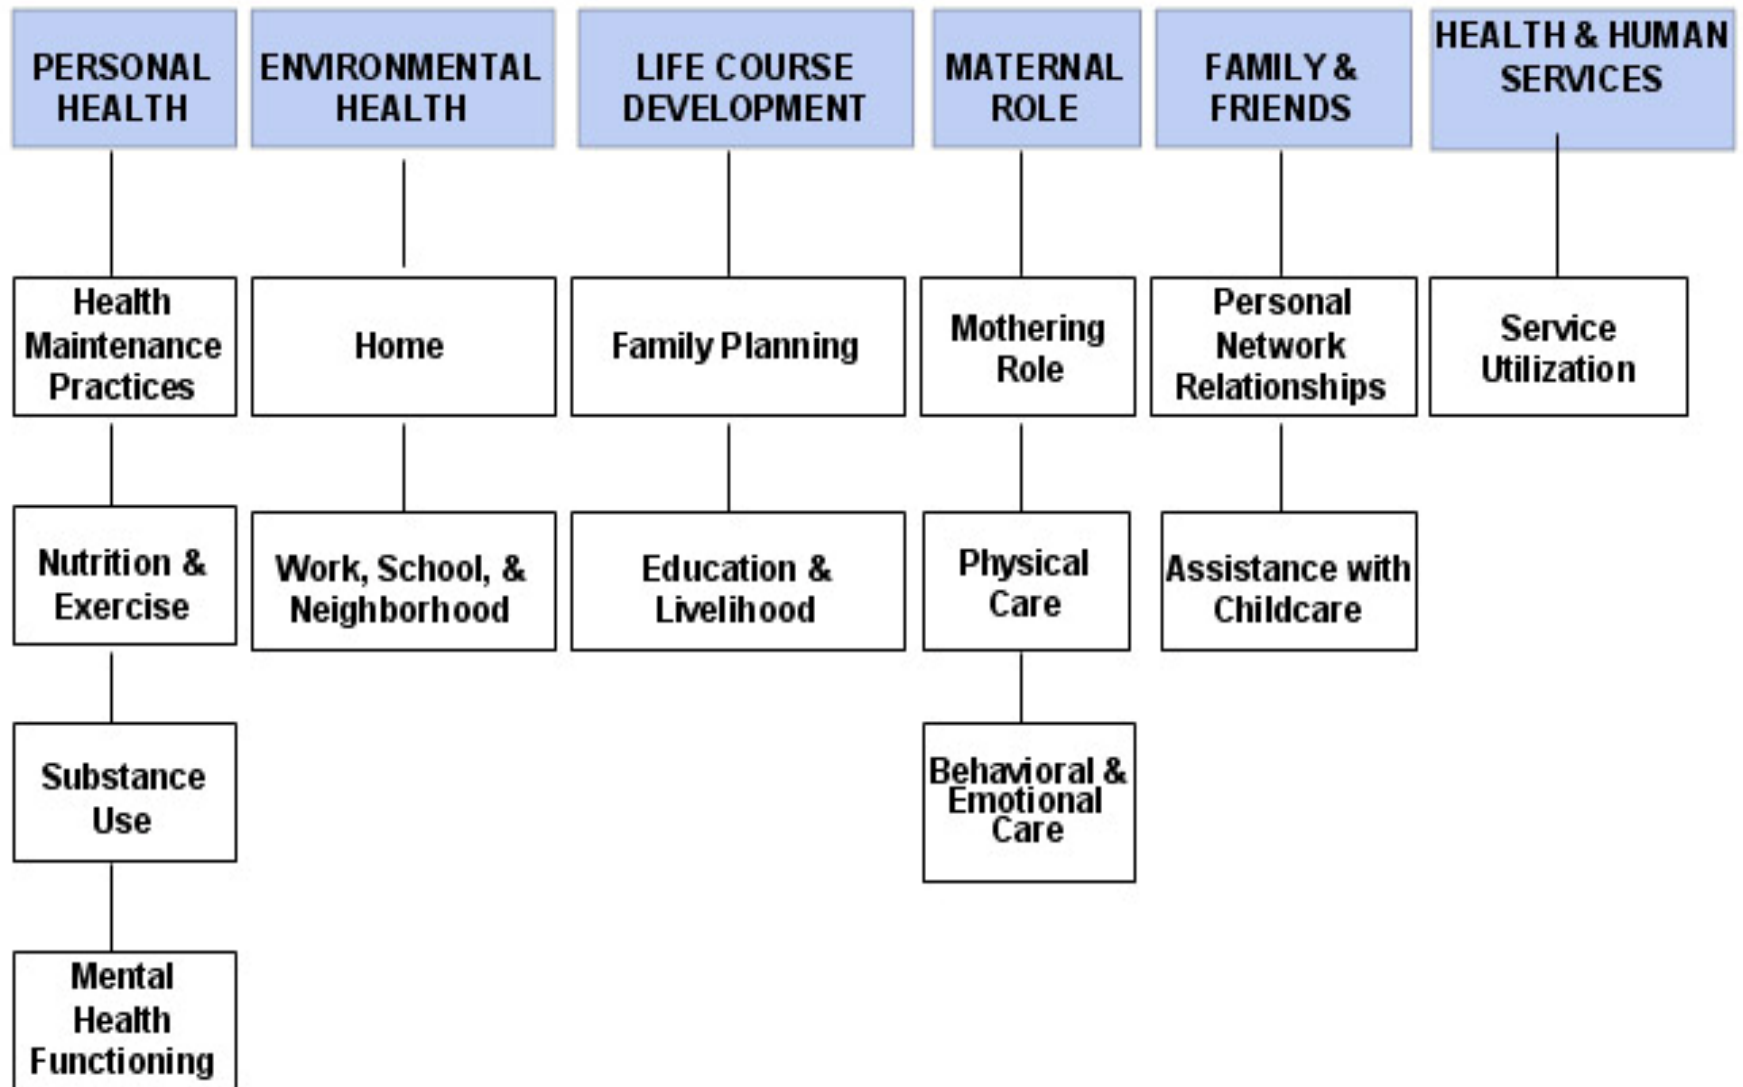 PERSONAL
HEALTH
ENVIRONMENTAL
HEALTH
LIFE COURSE
DEVELOPMENT
MATERNAL
ROLE
FAMILY &
FRIENDS
HEALTH & HUMAN
SERVICES
Health
Maintenance
Practices
Home
Family Planning
Mothering
Role
Personal
Network
Relationships
Service
Utilization
Nutrition &
Exercise
Work, School, &
Neighborhood
Education &
Livelihood
Physical
Care
Assistance with
Childcare
Substance
Use
Behavioral &
Emotional
Care
Mental
Health
Functioning